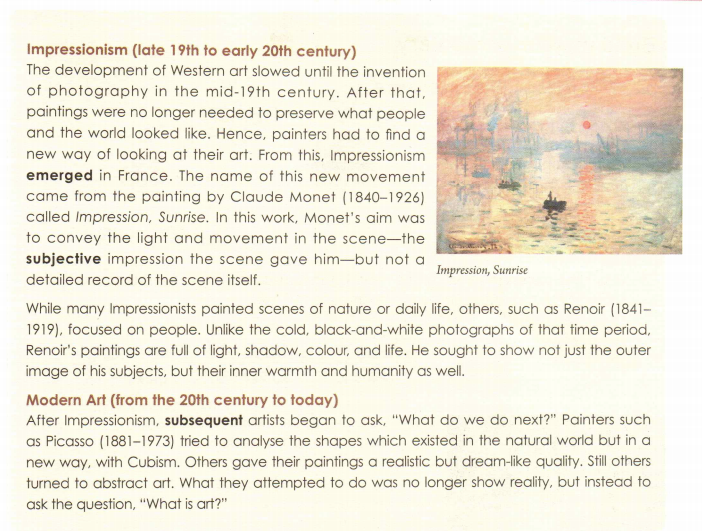 Impressionism (late 19th to early 20th century)
The development of Western art slowed until the invention
of photography in the mid-19th century. After that,
paintings were no longer needed to preserve what people
and the world looked like. Hence, painters had to find a
new way of looking at their art. From this, Impressionism
emerged in France. The name of this new movement
came from the painting by Claude Monet (1840–1926)
called Impression, Sunrise. In this work, Monet's aim was
to convey the light and movement in the scene—the
subjective impression the scene gave him—but not a
detailed record of the scene itself.
Impression, Sunrise
While many Impressionists painted scenes of nature or daily life, others, such as Renoir (1841–
1919), focused on people. Unlike the cold, black-and-white photographs of that time period,
Renoir's paintings are full of light, shadow, colour, and life. He sought to show not just the outer
image of his subjects, but their inner warmth and humanity as well.
Modern Art (from the 20th century to today)
After Impressionism, subsequent artists began to ask, "What do we do next?" Painters such
as Picasso (1881–1973) tried to analyse the shapes which existed in the natural world but in a
new way, with Cubism. Others gave their paintings a realistic but dream-like quality. Still others
turned to abstract art. What they attempted to do was no longer show reality, but instead to
ask the question, "What is art?"